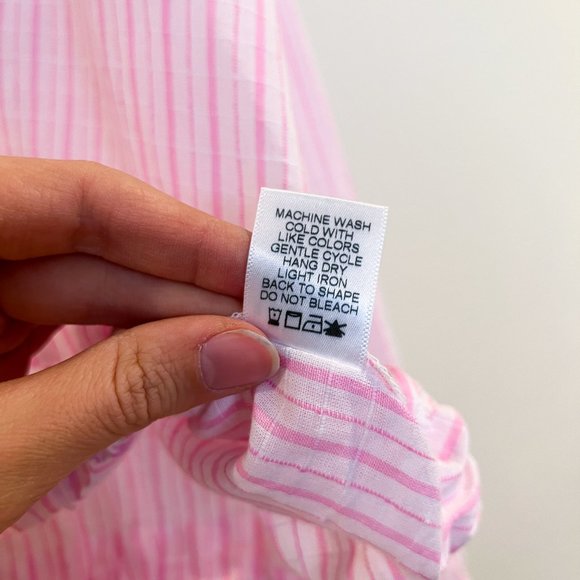 MACHINE WASH
COLD WITH
LIKE COLORS
GENTLE CYCLE
HANG DRY
LIGHT IRON
BACK TO SHAPE
DO NOT BLEACH